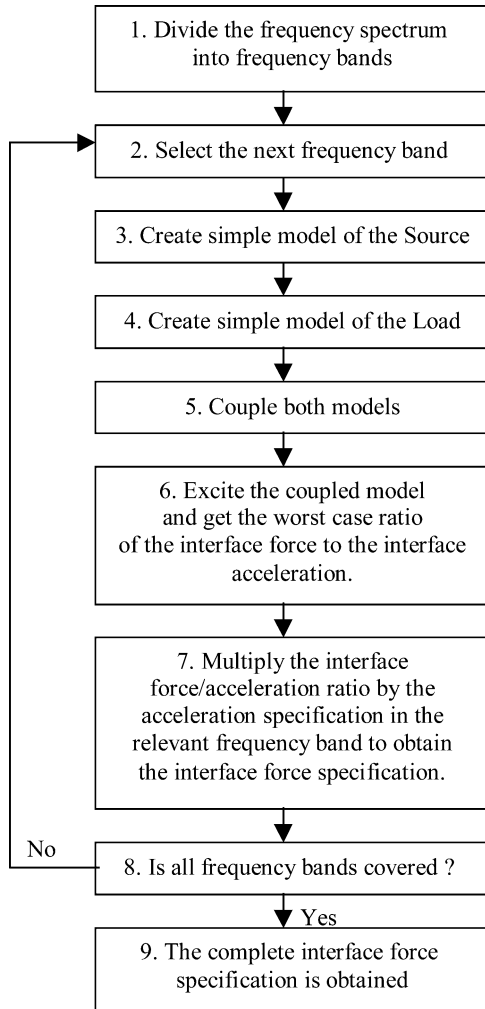 1. Divide the frequency spectrum
into frequency bands
2. Select the next frequency band
3. Create simple model of the Source
4. Create simple model of the Load
5. Couple both models
6. Excite the coupled model
and get the worst case ratio
of the interface force to the interface
acceleration.
7. Multiply the interface
force/acceleration ratio by the
acceleration specification in the
relevant frequency band to obtain
the interface force specification.
No
8. Is all frequency bands covered ?
Yes
9. The complete interface force
specification is obtained